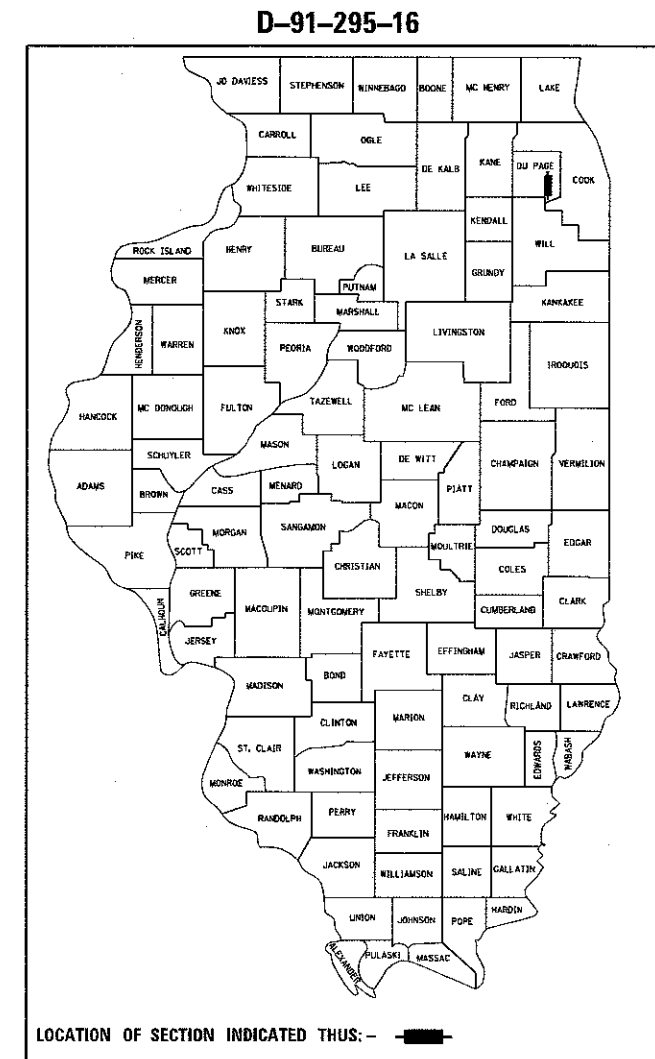 D-91-295-16
JO DAVIESS STEPHENSON WINNEBAGO BOONE MC HENRY LAKE
CARROLL OGLE
DE KALB KANE DU PAGE COOK
WHITESIDE LEE
KENDALL
ROCK ISLAND HENRY BUREAU LA SALLE WILL
GRUNDY
MERCER PUTNAM
STARK MARSHALL KANKAKEE
HENDERSON WARREN KNOX LIVINGSTON
PEORIA WOODFORD IROQUOIS
TAZEWELL FORD
HANCOCK MC DONOUGH FULTON MC LEAN
MASON
SCHUYLER DE WITT CHAMPAIGN VERMILION
LOGAN
ADAMS BROWN CASS MENARD PIATT
MACON
MORGAN SANGAMON DOUGLAS
PIKE SCOTT MOULTRIE EDGAR
CHRISTIAN COLES
GREENE SHELBY
CALHOUN MACOUPIN MONTGOMERY CUMBERLAND CLARK
JERSEY
FAYETTE EFFINGHAM JASPER CRAWFORD
BOND
MADISON CLAY RICHLAND LAWRENCE
CLINTON MARION
ST. CLAIR WAYNE EDWARDS WABASH
WASHINGTON JEFFERSON
MONROE
RANDOLPH PERRY HAMILTON WHITE
FRANKLIN
JACKSON WILLIAMSON SALINE GALLATIN
UNION JOHNSON POPE HARDIN
ALEXANDER PULASKI MASSAC
LOCATION OF SECTION INDICATED THUS: -